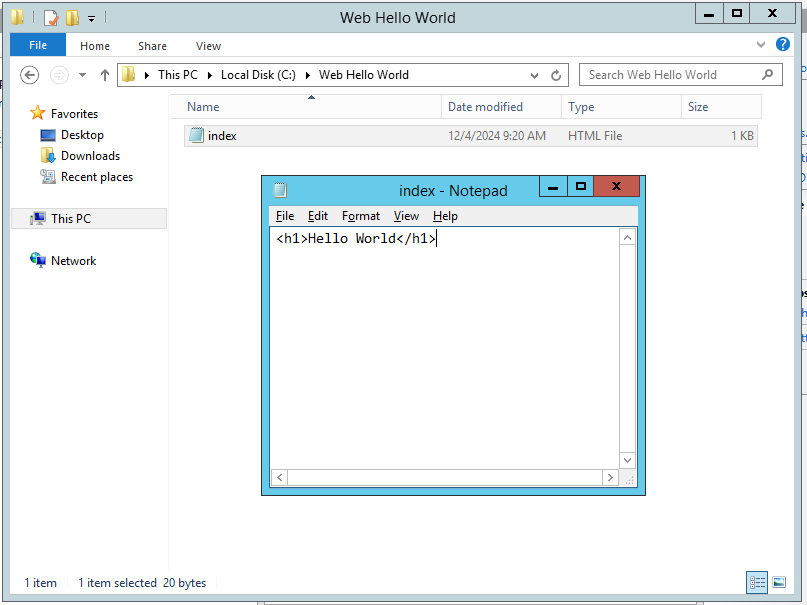 Web Hello World
File Home Share View
This PC Local Disk (C:) Web Hello World
Search Web Hello World
Name Date modified Type Size
index 12/4/2024 9:20 AM HTML File 1 KB
Favorites
Desktop
Downloads
Recent places
This PC
Network
index - Notepad
File Edit Format View Help
<h1>Hello World</h1>
1 item 1 item selected 20 bytes